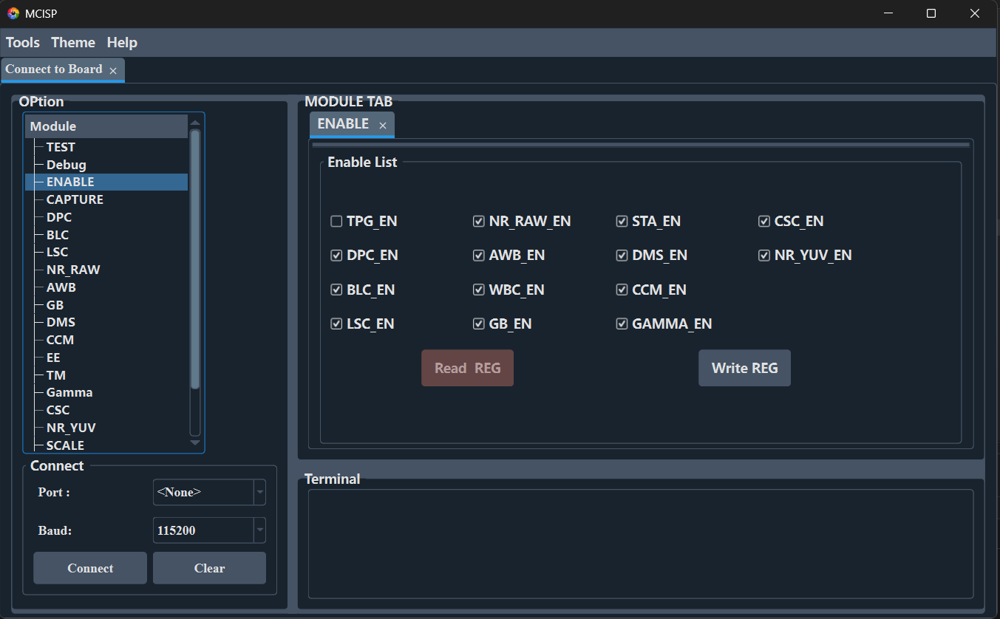 MCISP
Tools Theme Help
Connect to Board
OPtion
Module
TEST
Debug
ENABLE
CAPTURE
DPC
BLC
LSC
NR_RAW
AWB
GB
DMS
CCM
EE
TM
Gamma
CSC
NR_YUV
SCALE
Connect
Port :
<None>
Baud:
115200
Connect Clear
MODULE TAB
ENABLE
Enable List
TPG_EN NR_RAW_EN STA_EN CSC_EN
DPC_EN AWB_EN DMS_EN NR_YUV_EN
BLC_EN WBC_EN CCM_EN
LSC_EN GB_EN GAMMA_EN
Read REG Write REG
Terminal